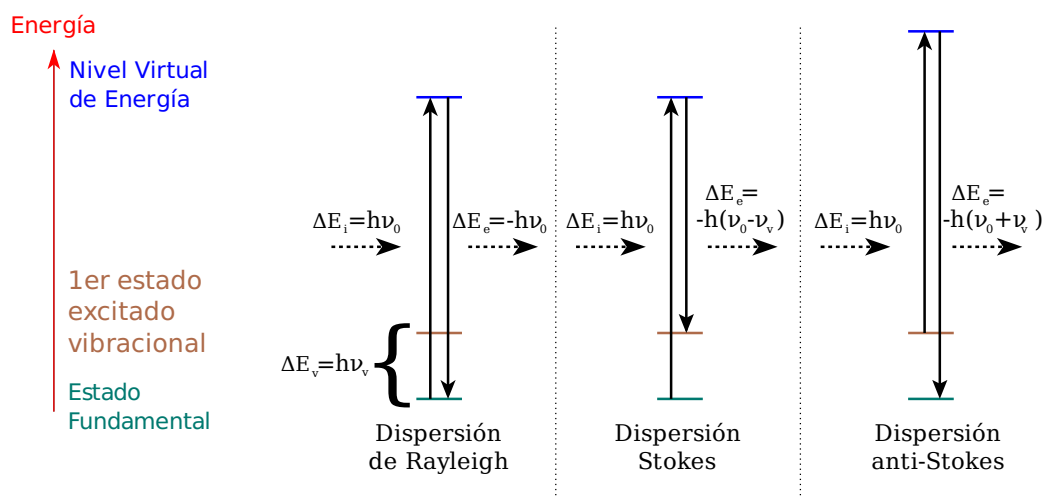 Energía
Nivel Virtual
de Energía
1er estado
excitado
vibracional
Estado
Fundamental
ΔEᵢ=hν₀
ΔEₑ=-hν₀
ΔEᵥ=hνᵥ
Dispersión
de Rayleigh
ΔEᵢ=hν₀
ΔEₑ=
-h(ν₀-νᵥ)
Dispersión
Stokes
ΔEᵢ=hν₀
ΔEₑ=
-h(ν₀+νᵥ)
Dispersión
anti-Stokes